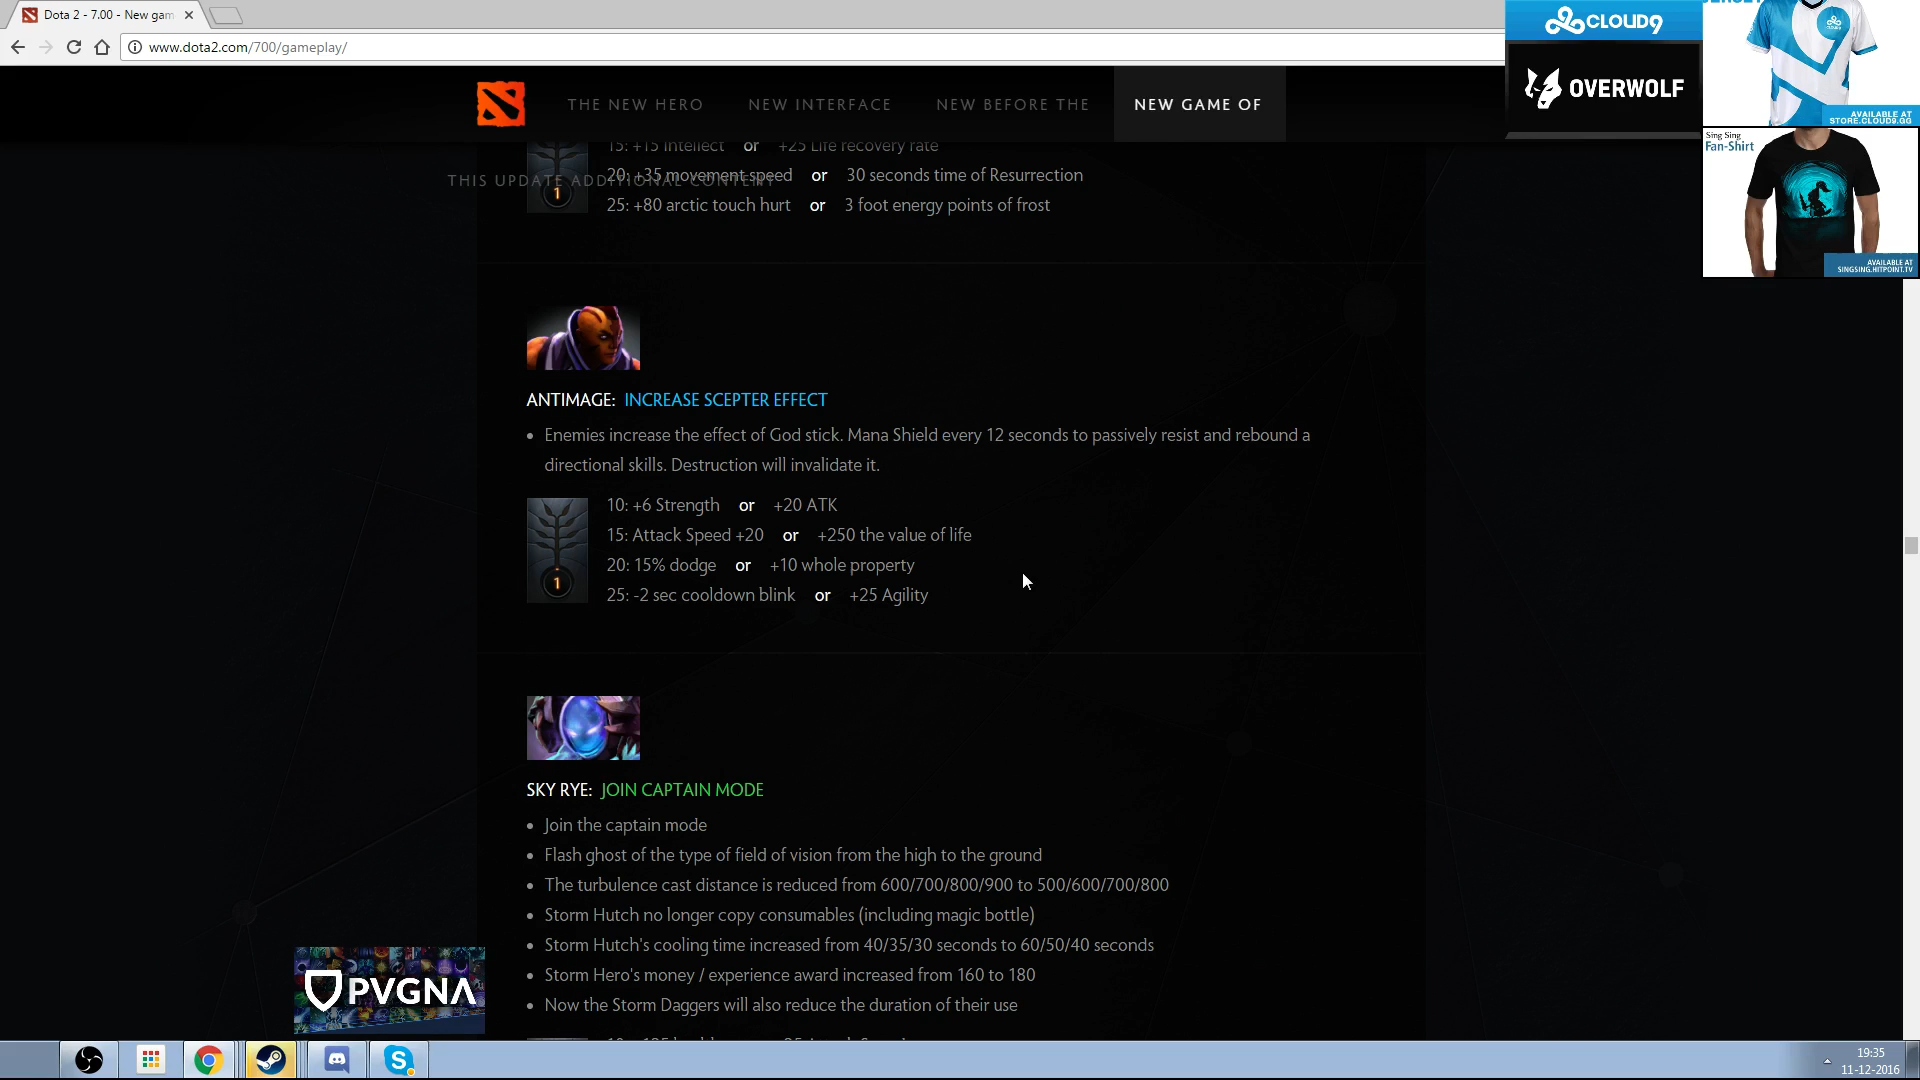 Dota 2 - 7.00 - New gam
www.dota2.com/700/gameplay/
CLOUD9
OVERWOLF
AVAILABLE AT
STORE.CLOUD9.GG
Sing Sing
Fan-Shirt
AVAILABLE AT
SINGSING.HITPOINT.TV
THE NEW HERO
NEW INTERFACE
NEW BEFORE THE
NEW GAME OF
THIS UPDATE ADDITIONAL CONTENT
15: +15 Intellect or +25 Life recovery rate
20: +35 movement speed or 30 seconds time of Resurrection
25: +80 arctic touch hurt or 3 foot energy points of frost
1
ANTIMAGE: INCREASE SCEPTER EFFECT
• Enemies increase the effect of God stick. Mana Shield every 12 seconds to passively resist and rebound a
directional skills. Destruction will invalidate it.
10: +6 Strength or +20 ATK
15: Attack Speed +20 or +250 the value of life
20: 15% dodge or +10 whole property
25: -2 sec cooldown blink or +25 Agility
1
SKY RYE: JOIN CAPTAIN MODE
• Join the captain mode
• Flash ghost of the type of field of vision from the high to the ground
• The turbulence cast distance is reduced from 600/700/800/900 to 500/600/700/800
• Storm Hutch no longer copy consumables (including magic bottle)
• Storm Hutch's cooling time increased from 40/35/30 seconds to 60/50/40 seconds
• Storm Hero's money / experience award increased from 160 to 180
• Now the Storm Daggers will also reduce the duration of their use
PVGNA
19:35
11-12-2016